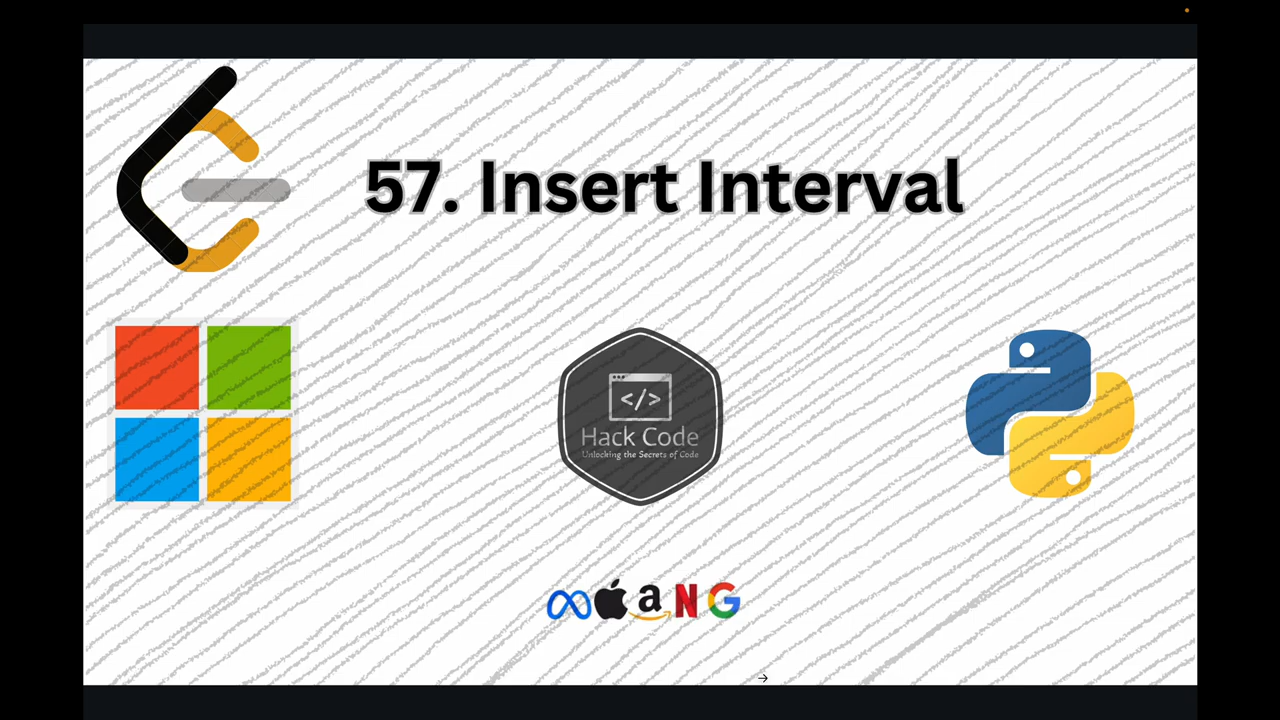 57. Insert Interval
</>
Hack Code
Unlocking the Secrets of Code
a N G